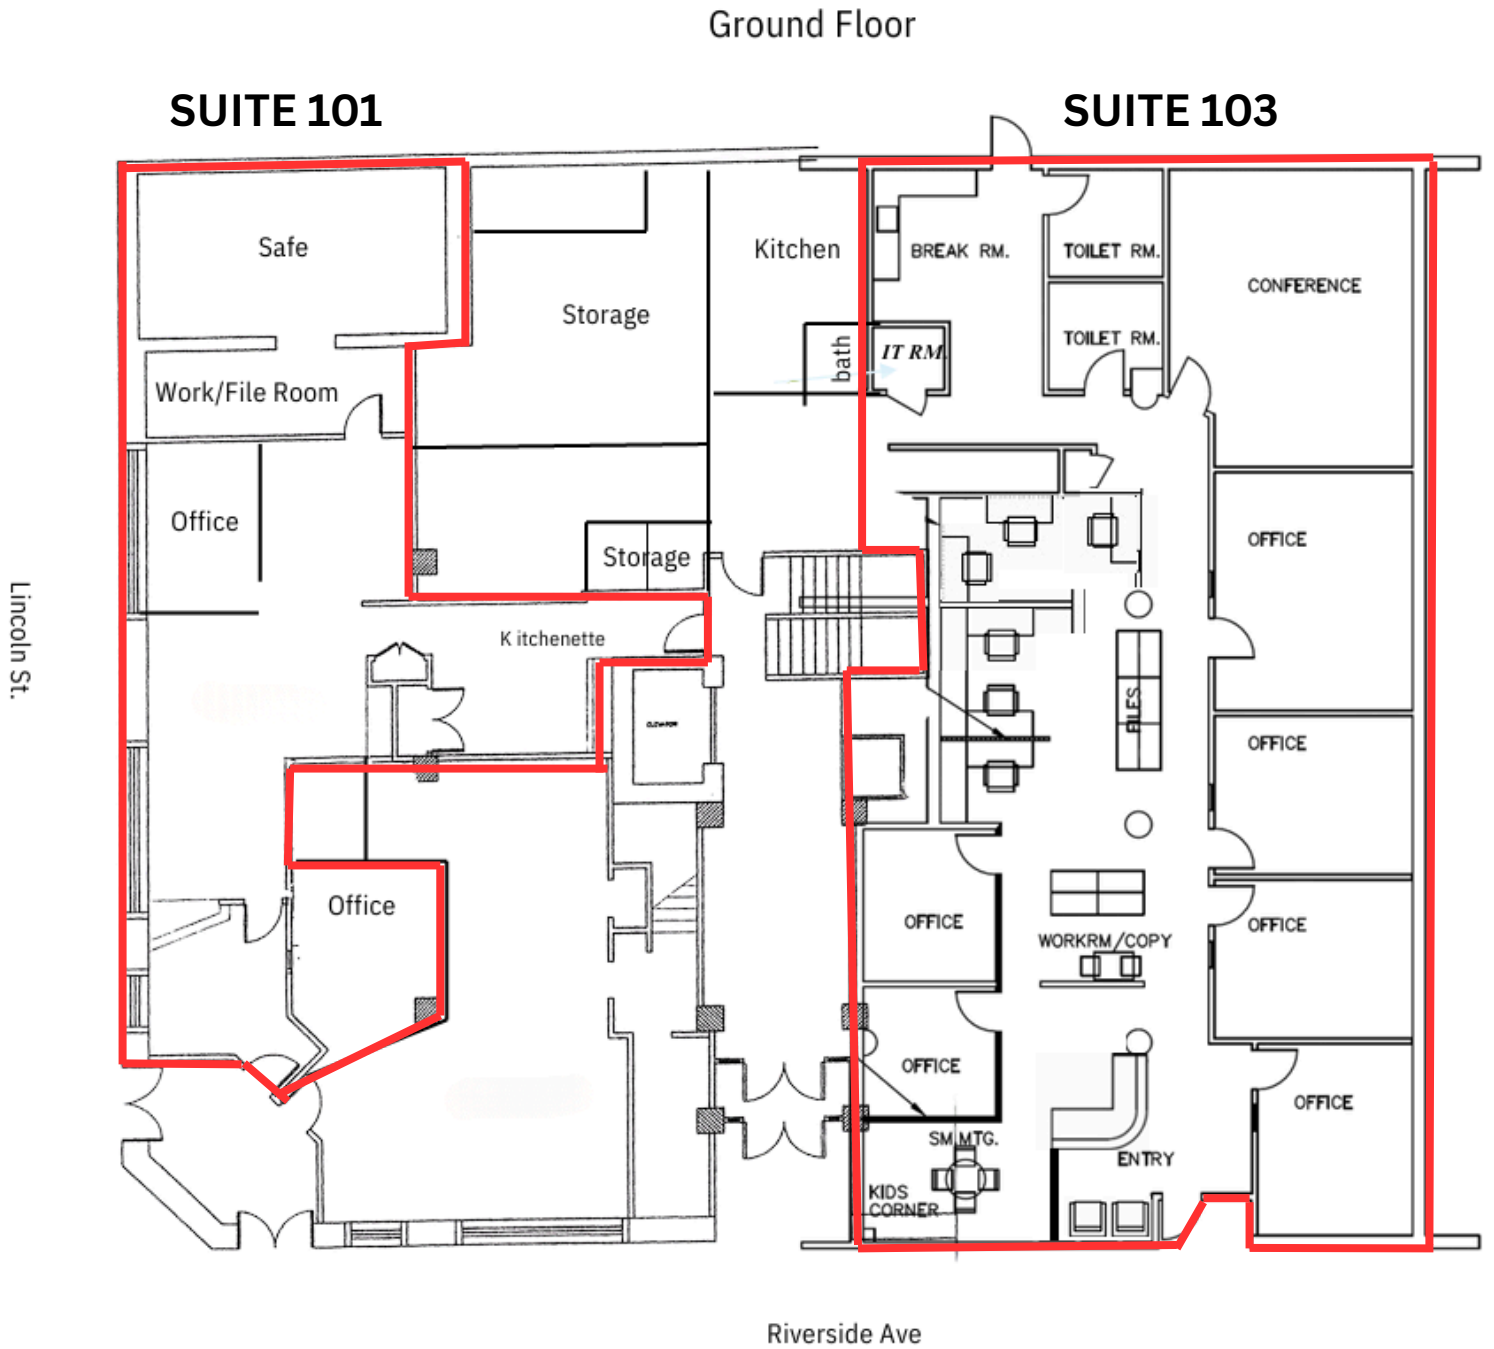 Ground Floor
SUITE 101
SUITE 103
Safe
Storage
Kitchen
BREAK RM.
TOILET RM.
CONFERENCE
TOILET RM.
bath
IT RM.
Work/File Room
Office
Storage
OFFICE
Lincoln St.
K itchenette
FILES
OFFICE
ELEVATOR
Office
OFFICE
OFFICE
WORKRM/COPY
OFFICE
OFFICE
SM.MTG.
ENTRY
KIDS
CORNER
Riverside Ave